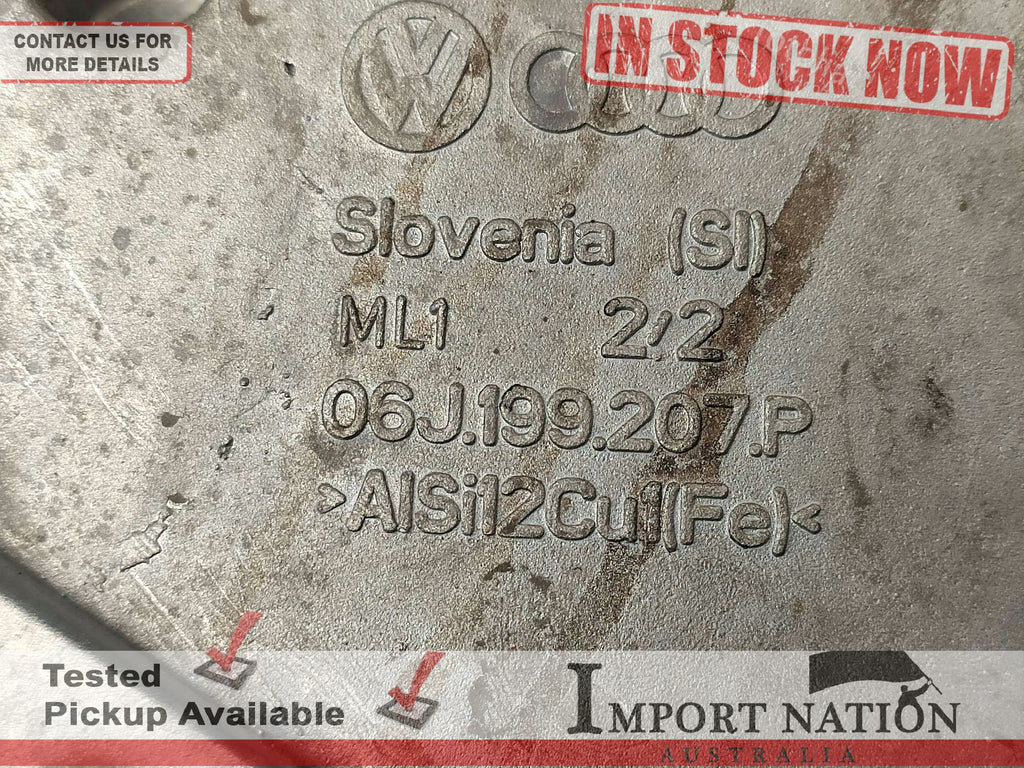 CONTACT US FOR
MORE DETAILS
IN STOCK NOW
Slovenia (SI)
ML1 2/2
06J.199.207.P
>AlSi12Cu1(Fe)<
Tested
Pickup Available
IMPORT NATION
AUSTRALIA